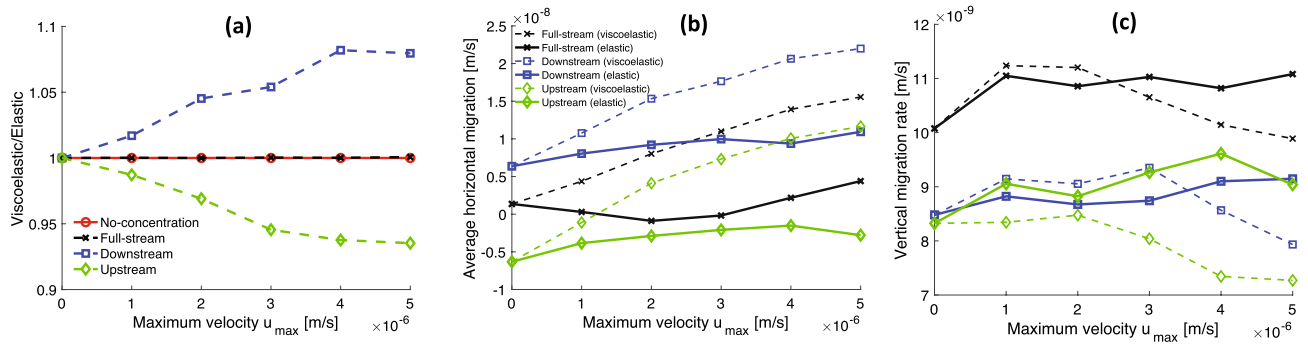 (a)
Viscoelastic/Elastic
1.1
1.05
1
0.95
0.9
No-concentration
Full-stream
Downstream
Upstream
0 1 2 3 4 5
Maximum velocity u_max [m/s] ×10^-6
(b)
×10^-8
Average horizontal migration [m/s]
2.5
2
1.5
1
0.5
0
-0.5
-1
Full-stream (viscoelastic)
Full-stream (elastic)
Downstream (viscoelastic)
Downstream (elastic)
Upstream (viscoelastic)
Upstream (elastic)
0 1 2 3 4 5
Maximum velocity u_max [m/s] ×10^-6
(c)
×10^-9
Vertical migration rate [m/s]
11
10
9
8
7
0 1 2 3 4 5
Maximum velocity u_max [m/s] ×10^-6